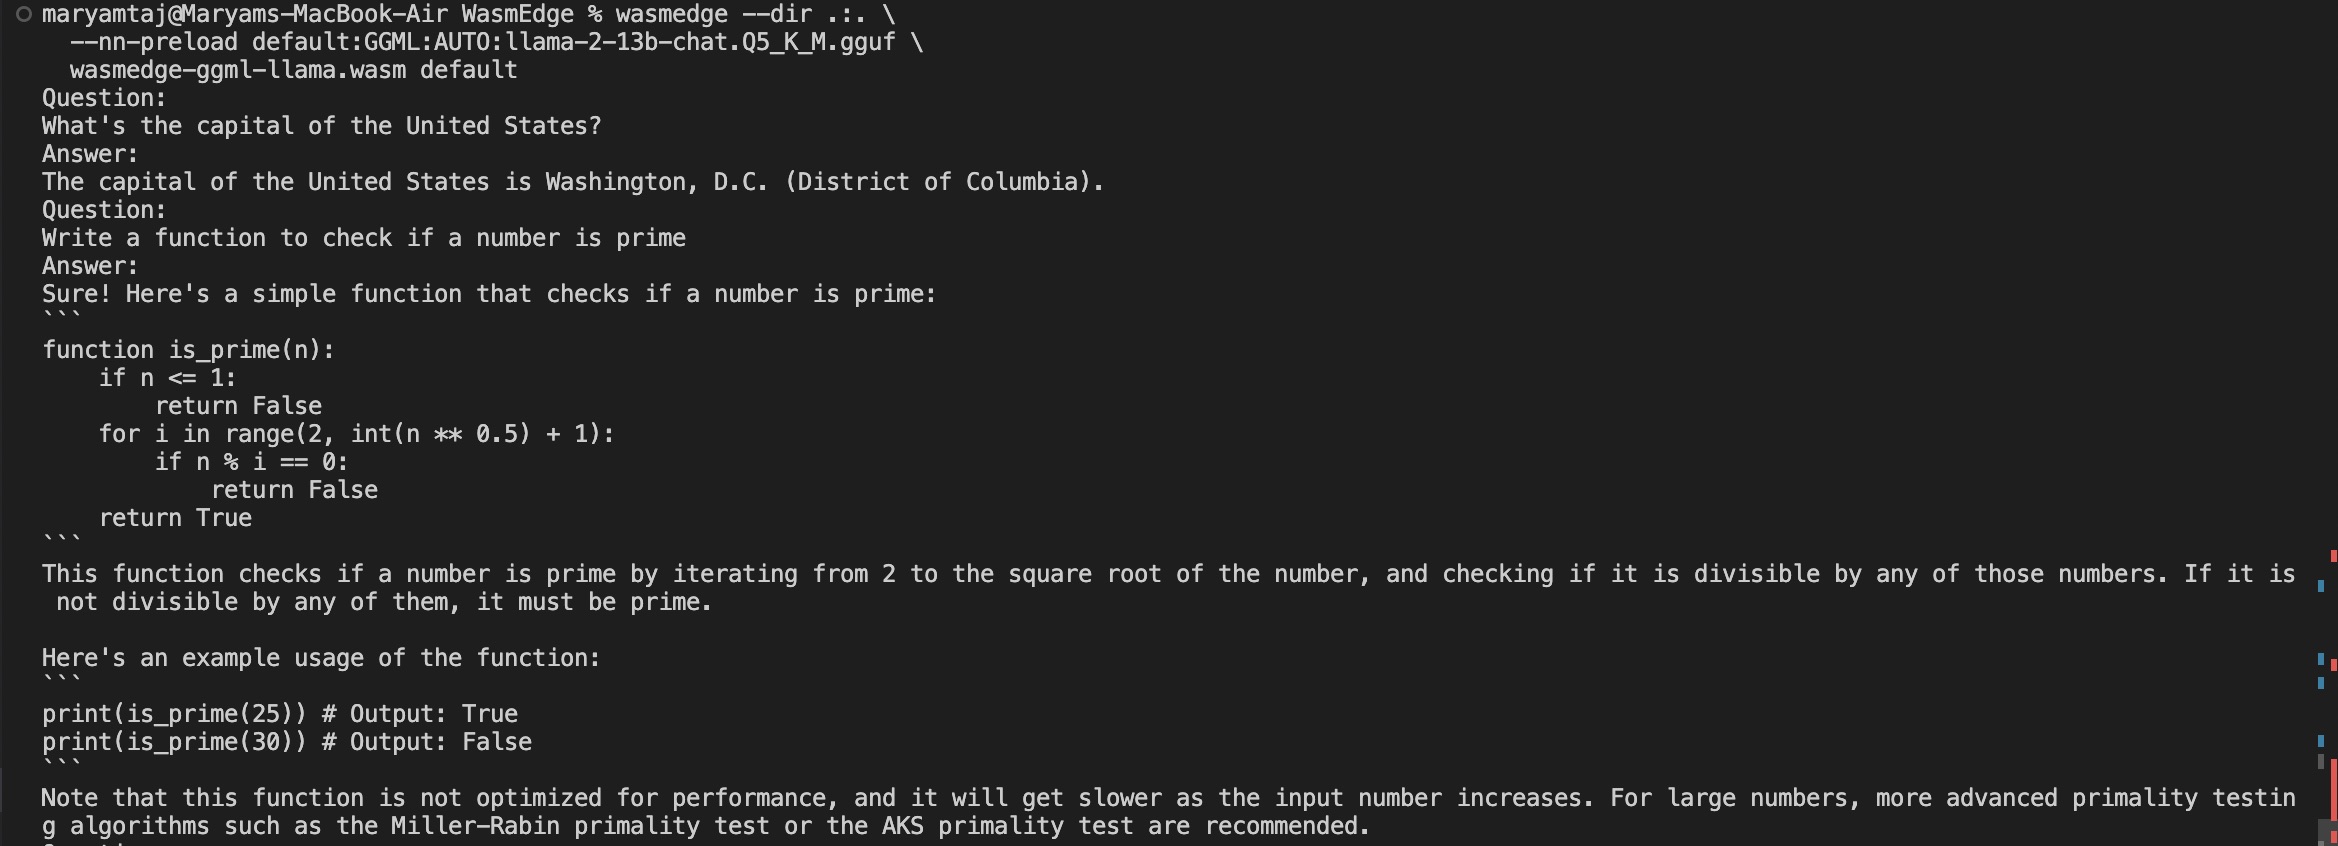 maryamtaj@Maryams-MacBook-Air WasmEdge % wasmedge --dir .:. \
  --nn-preload default:GGML:AUTO:llama-2-13b-chat.Q5_K_M.gguf \
  wasmedge-ggml-llama.wasm default
Question:
What's the capital of the United States?
Answer:
The capital of the United States is Washington, D.C. (District of Columbia).
Question:
Write a function to check if a number is prime
Answer:
Sure! Here's a simple function that checks if a number is prime:
```
function is_prime(n):
    if n <= 1:
        return False
    for i in range(2, int(n ** 0.5) + 1):
        if n % i == 0:
            return False
    return True
```
This function checks if a number is prime by iterating from 2 to the square root of the number, and checking if it is divisible by any of those numbers. If it is
 not divisible by any of them, it must be prime.

Here's an example usage of the function:
```
print(is_prime(25)) # Output: True
print(is_prime(30)) # Output: False
```
Note that this function is not optimized for performance, and it will get slower as the input number increases. For large numbers, more advanced primality testin
g algorithms such as the Miller-Rabin primality test or the AKS primality test are recommended.